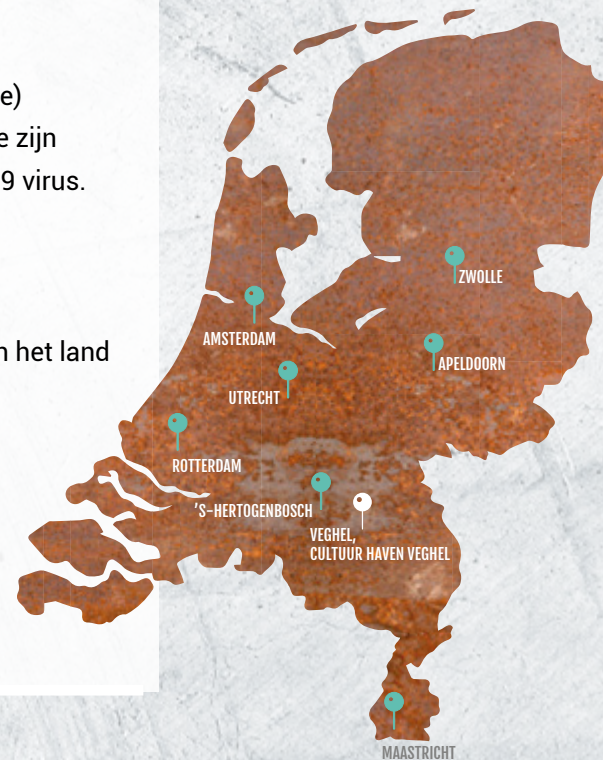 e)
e zijn
9 virus.
n het land
ZWOLLE
AMSTERDAM
APELDOORN
UTRECHT
ROTTERDAM
'S-HERTOGENBOSCH
VEGHEL,
CULTUUR HAVEN VEGHEL
MAASTRICHT